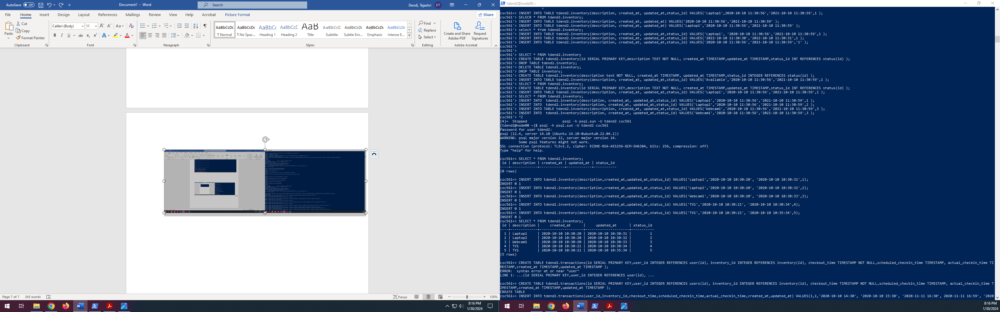 AutoSave Off Document1 - Word Search Dendi, Tejashri DT
File Home Insert Design Layout References Mailings Review View Help Acrobat Picture Format Share
Paste Cut Copy Format Painter
Calibri (Body) 11
AaBbCcDc AaBbCcDc AaBbCc AaBbCcD AaB AaBbCcD AaBbCcDc AaBbCcDc AaBbCcDc
¶ Normal ¶ No Spac... Heading 1 Heading 2 Title Subtitle Subtle Em... Emphasis Intense E...
Find Replace Select
Create and Share Adobe PDF Request Signatures
Clipboard Font Paragraph Styles Editing Adobe Acrobat
Page 7 of 7 345 words Focus 100%
8:16 PM
1/30/2024
tdend2@node00:~
^
csc561=> INSERT INTO TABLE tdend2.inventory(description, created_at, updated_at,status_id) VALUES('Laptop1',2020-10-10 11:30:56','2021-10-10 11:30:59',1 );
csc561'> SELECR * FROM tdend2.inventory;
csc561'> INSERT INTO TABLE tdend2.inventory(description, created_at, updated_at) VALUES('2020-10-10 11:30:56','2021-10-10 11:30:59' );
csc561'> INSERT INTO TABLE tdend2.inventory(description, created_at, updated_at) VALUES('Laptop1','2020-10-10 11:30:56','2021-10-10 11:30:59' );
csc561'> select * from tdend2.inventory;
csc561'> INSERT INTO TABLE tdend2.inventory(description, created_at, updated_at,status_id) VALUES('Laptop1', '2020-10-10 11:30:56','2021-10-10 11:30:59',1 );
csc561'> INSERT INTO TABLE tdend2.inventory(description, created_at, updated_at,status_id) VALUES('2022-10-10 11:30:30','2022-10-10 11:30:31',1 );
csc561'> INSERT INTO TABLE tdend2.inventory(description, created_at, updated_at,status_id) VALUES('2020-10-10 11:30:56','2021-10-10 11:30:59','1' );
csc561'>
csc561'>
csc561'> SELECT * FROM tdend2.inventory
csc561'> CREATE TABLE tdend2.inventory(id SERIAL PRIMARY KEY,description TEXT NOT NULL, created_at TIMESTAMP,updated_at TIMESTAMP,status_id INT REFERENCES status(id) );
csc561'> DROP TABLE tdend2.inventory;
csc561'> DELETE TABLE tdend2.inventory;
csc561'> DROP TABLE inventory;
csc561'> CREATE TABLE tdend2.inventory(description text NOT NULL, created_at TIMESTAMP, updated_at TIMESTAMP,status_id INTEGER REFERENCES status(id) );
csc561'> INSERT INTO TABLE tdend2.inventory(description, created_at, updated_at,status_id) VALUES('Available','2020-10-10 11:30:56','2021-10-10 11:30:59',1 );
csc561'> SELECT * FROM tdend2.inventory;
csc561'> CREATE TABLE tdend2.inventory(id SERIAL PRIMARY KEY,description TEXT NOT NULL, created_at TIMESTAMP,updated_at TIMESTAMP,status_id INT REFERENCES status(id) );
csc561'> INSERT INTO TABLE tdend2.inventory(description, created_at, updated_at,status_id) VALUES('Laptop1','2020-10-10 11:30:56','2021-10-10 11:30:59',1 );
csc561'> SELECT * FROM tdend2.inventory;
csc561'> INSERT INTO  tdend2.inventory(description, created_at, updated_at,status_id) VALUES('Laptop1','2020-10-10 11:30:56','2021-10-10 11:30:59',1 );
csc561'> INSERT INTO  tdend2.inventory(description, created_at, updated_at,status_id) VALUES('Laptop2','2020-10-10 11:30:56','2021-10-10 11:30:59',2 );
csc561'> INSERT INTO TABLE tdend2.inventory(description, created_at, updated_at,status_id) VALUES('Webcam1','2020-10-10 11:30:56','2021-10-10 11:30:59',3 );
csc561'> INSERT INTO  tdend2.inventory(description, created_at, updated_at,status_id) VALUES('Webcam1','2020-10-10 11:30:56','2021-10-10 11:30:59',3 );
csc561'> ^Z
[4]+  Stopped                 psql -h psql.sun -U tdend2 csc561
[tdend2@node00 ~]$ psql -h psql.sun -U tdend2 csc561
Password for user tdend2:
psql (12.4, server 14.10 (Ubuntu 14.10-0ubuntu0.22.04.1))
WARNING: psql major version 12, server major version 14.
         Some psql features might not work.
SSL connection (protocol: TLSv1.2, cipher: ECDHE-RSA-AES256-GCM-SHA384, bits: 256, compression: off)
Type "help" for help.
csc561=> SELECT * FROM tdend2.inventory;
 id | description | created_at | updated_at | status_id
----+-------------+------------+------------+-----------
(0 rows)
csc561=> INSERT INTO tdend2.inventory(description,created_at,updated_at,status_id) VALUES('Laptop1','2020-10-10 10:30:20', '2020-10-10 10:30:31',1);
INSERT 0 1
csc561=> INSERT INTO tdend2.inventory(description,created_at,updated_at,status_id) VALUES('Laptop2','2020-10-10 10:30:20', '2020-10-10 10:30:32',2);
INSERT 0 1
csc561=> INSERT INTO tdend2.inventory(description,created_at,updated_at,status_id) VALUES('Webcam1','2020-10-10 10:30:20', '2020-10-10 10:30:33',3);
INSERT 0 1
csc561=> INSERT INTO tdend2.inventory(description,created_at,updated_at,status_id) VALUES('TV1','2020-10-10 10:30:21', '2020-10-10 10:30:34',4);
INSERT 0 1
csc561=> INSERT INTO tdend2.inventory(description,created_at,updated_at,status_id) VALUES('TV1','2020-10-10 10:30:21', '2020-10-10 10:35:34',5);
INSERT 0 1
csc561=> SELECT * FROM tdend2.inventory;
 id | description |     created_at      |     updated_at      | status_id
----+-------------+---------------------+---------------------+-----------
  1 | Laptop1     | 2020-10-10 10:30:20 | 2020-10-10 10:30:31 |         1
  2 | Laptop2     | 2020-10-10 10:30:20 | 2020-10-10 10:30:32 |         2
  3 | Webcam1     | 2020-10-10 10:30:20 | 2020-10-10 10:30:33 |         3
  4 | TV1         | 2020-10-10 10:30:21 | 2020-10-10 10:30:34 |         4
  5 | TV1         | 2020-10-10 10:30:21 | 2020-10-10 10:35:34 |         5
(5 rows)
csc561=> CREATE TABLE tdend2.transactions(id SERIAL PRIMARY KEY,user_id INTEGER REFERENCES user(id), inventory_id INTEGER REFERENCES inventory(id), checkout_time TIMESTAMP NOT NULL,scheduled_checkin_time TIMESTAMP, actual_checkin_time TI
MESTAMP,created_at TIMESTAMP,updated_at TIMESTAMP );
ERROR:  syntax error at or near "user"
LINE 1: ...(id SERIAL PRIMARY KEY,user_id INTEGER REFERENCES user(id), ...
^
csc561=> CREATE TABLE tdend2.transactions(id SERIAL PRIMARY KEY,user_id INTEGER REFERENCES users(id), inventory_id INTEGER REFERENCES inventory(id), checkout_time TIMESTAMP NOT NULL,scheduled_checkin_time TIMESTAMP, actual_checkin_time T
IMESTAMP,created_at TIMESTAMP,updated_at TIMESTAMP );
CREATE TABLE
csc561=> INSERT INTO tdend2.transactions(user_id,inventory_id,checkout_time,scheduled_checkin_time,actual_checkin_time,created_at,updated_at) VALUES(1,1,'2020-10-10 14:30', '2020-10-10 15:30', '2020-11-11 16:30', 2020-11-11 16:59', '2020
8:16 PM
1/30/2024